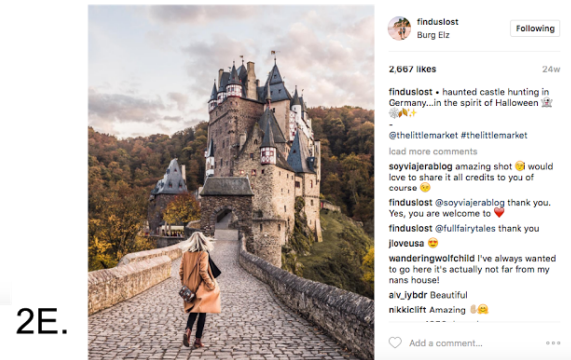 finduslost
Burg Elz
Following
2,667 likes
24w
finduslost • haunted castle hunting in
Germany...in the spirit of Halloween 👻
🕸🍂✨
-
@thelittlemarket #thelittlemarket
load more comments
soyviajerablog amazing shot 😚 I would
love to share it all credits to you of
course 😊
finduslost @soyviajerablog thank you.
Yes, you are welcome to ❤️
finduslost @fullfairytales thank you
jloveusa 😍
wanderingwolfchild I've always wanted
to go here it's actually not far from my
nans house!
alv_iybdr Beautiful
nikkiclift Amazing
Add a comment...
2E.